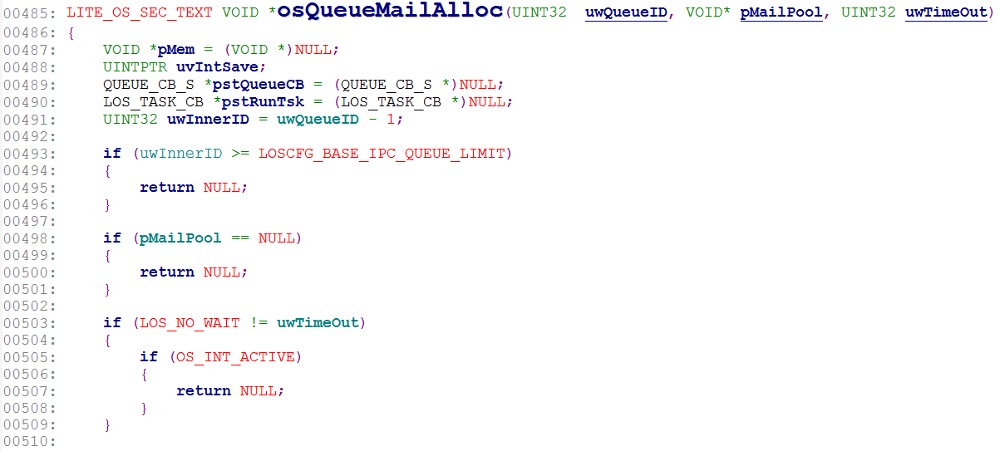 00485: LITE_OS_SEC_TEXT VOID *osQueueMailAlloc(UINT32  uwQueueID, VOID* pMailPool, UINT32 uwTimeOut)
00486: {
00487:     VOID *pMem = (VOID *)NULL;
00488:     UINTPTR uvIntSave;
00489:     QUEUE_CB_S *pstQueueCB = (QUEUE_CB_S *)NULL;
00490:     LOS_TASK_CB *pstRunTsk = (LOS_TASK_CB *)NULL;
00491:     UINT32 uwInnerID = uwQueueID - 1;
00492:
00493:     if (uwInnerID >= LOSCFG_BASE_IPC_QUEUE_LIMIT)
00494:     {
00495:         return NULL;
00496:     }
00497:
00498:     if (pMailPool == NULL)
00499:     {
00500:         return NULL;
00501:     }
00502:
00503:     if (LOS_NO_WAIT != uwTimeOut)
00504:     {
00505:         if (OS_INT_ACTIVE)
00506:         {
00507:             return NULL;
00508:         }
00509:     }
00510: